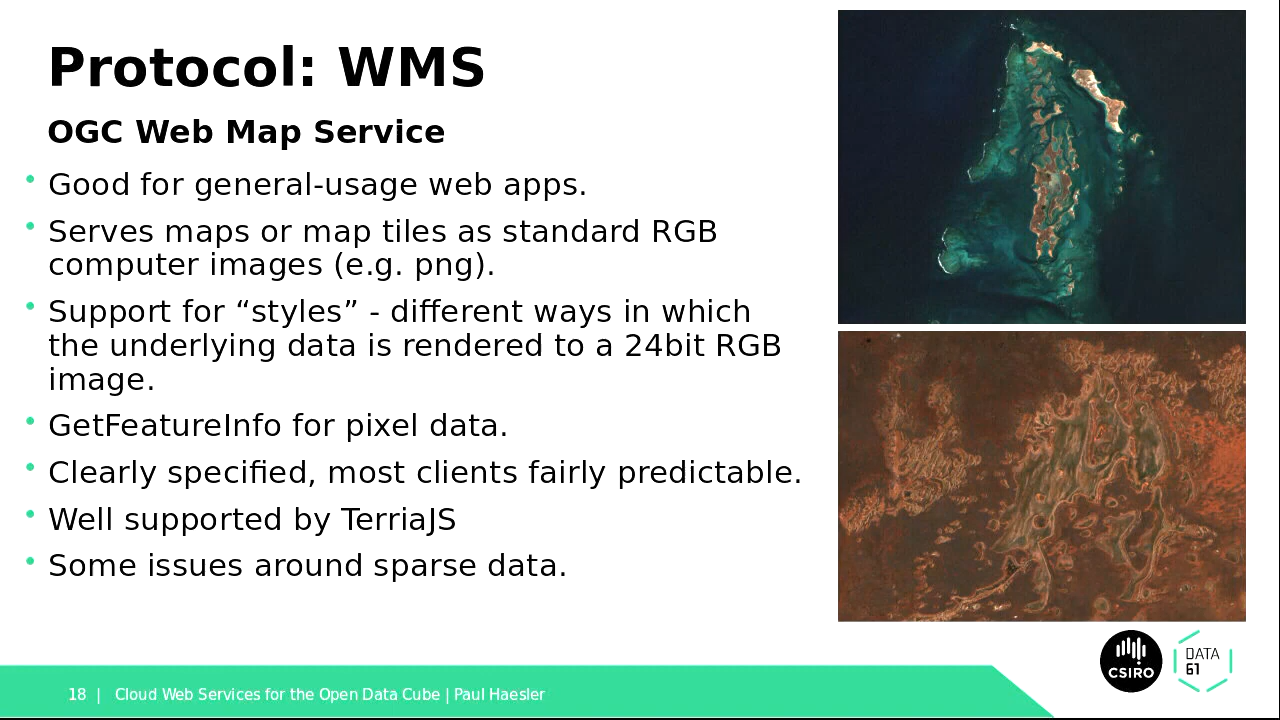 Protocol: WMS
OGC Web Map Service
• Good for general-usage web apps.
• Serves maps or map tiles as standard RGB
computer images (e.g. png).
• Support for “styles” - different ways in which
the underlying data is rendered to a 24bit RGB
image.
• GetFeatureInfo for pixel data.
• Clearly specified, most clients fairly predictable.
• Well supported by TerriaJS
• Some issues around sparse data.
CSIRO
DATA
61
18 | Cloud Web Services for the Open Data Cube | Paul Haesler